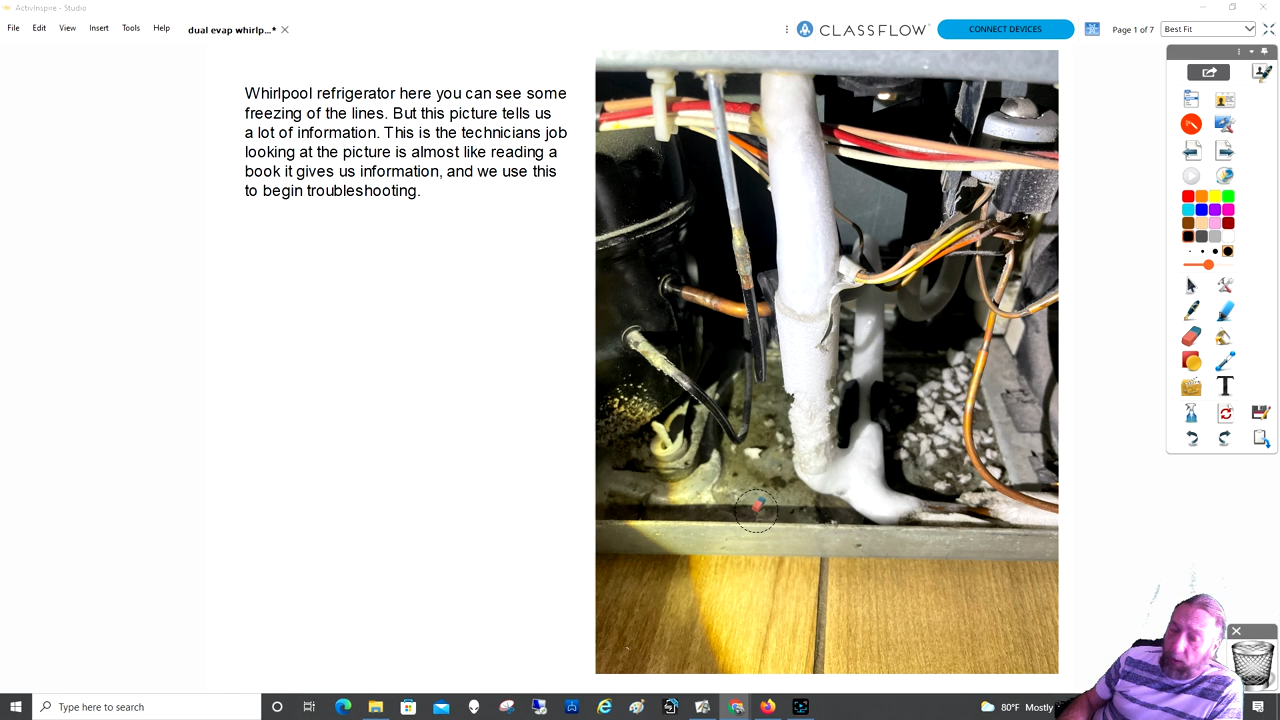 ActivInspire - Studio
File Edit View Insert Tools Help dual evap whirlp...* CLASSFLOW CONNECT DEVICES Page 1 of 7 Best Fit
Whirlpool refrigerator here you can see some
freezing of the lines. But this picture tells us
a lot of information. This is the technicians job
looking at the picture is almost like reading a
book it gives us information, and we use this
to begin troubleshooting.
Type here to search
80°F Mostly